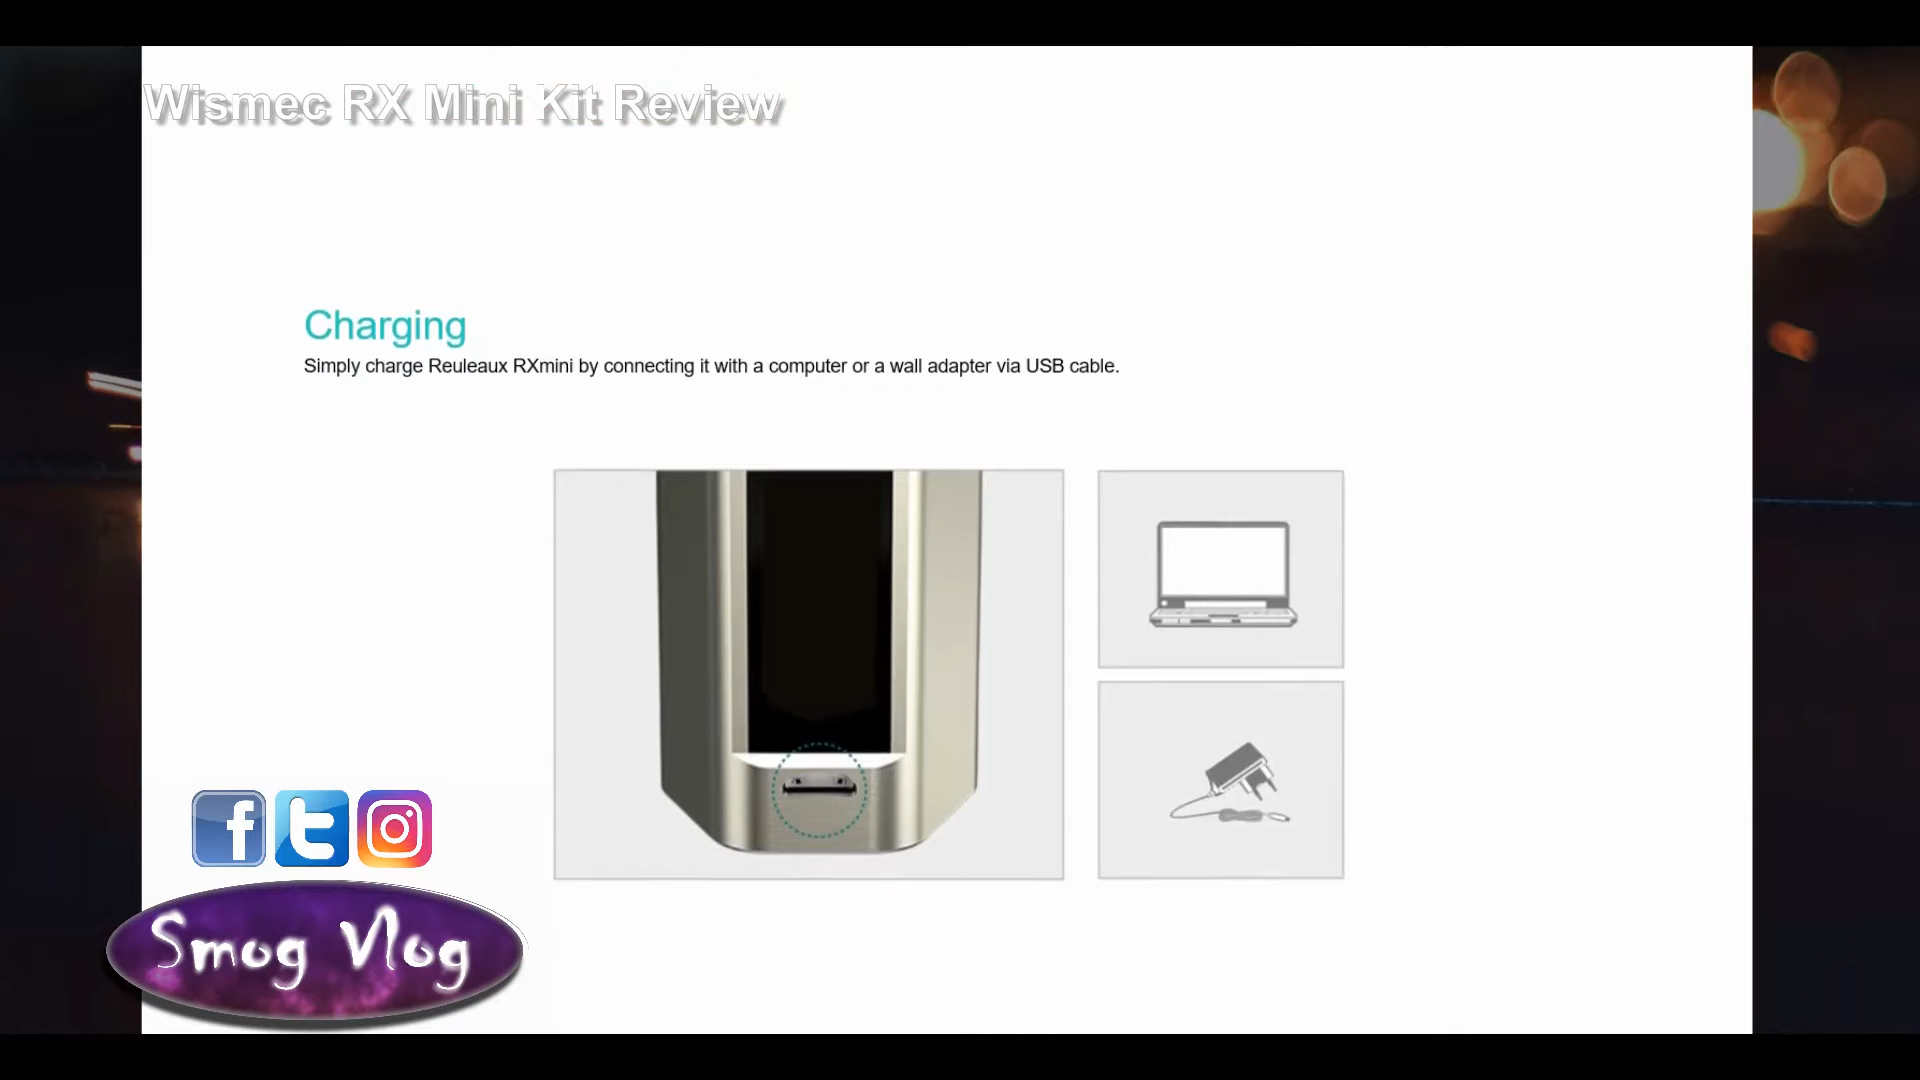 Wismec RX Mini Kit Review
Charging
Simply charge Reuleaux RXmini by connecting it with a computer or a wall adapter via USB cable.
Smog Vlog